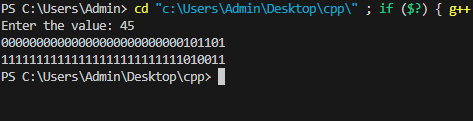 PS C:\Users\Admin> cd "c:\Users\Admin\Desktop\cpp\" ; if ($?) { g++
Enter the value: 45
00000000000000000000000000101101
11111111111111111111111111010011
PS C:\Users\Admin\Desktop\cpp>